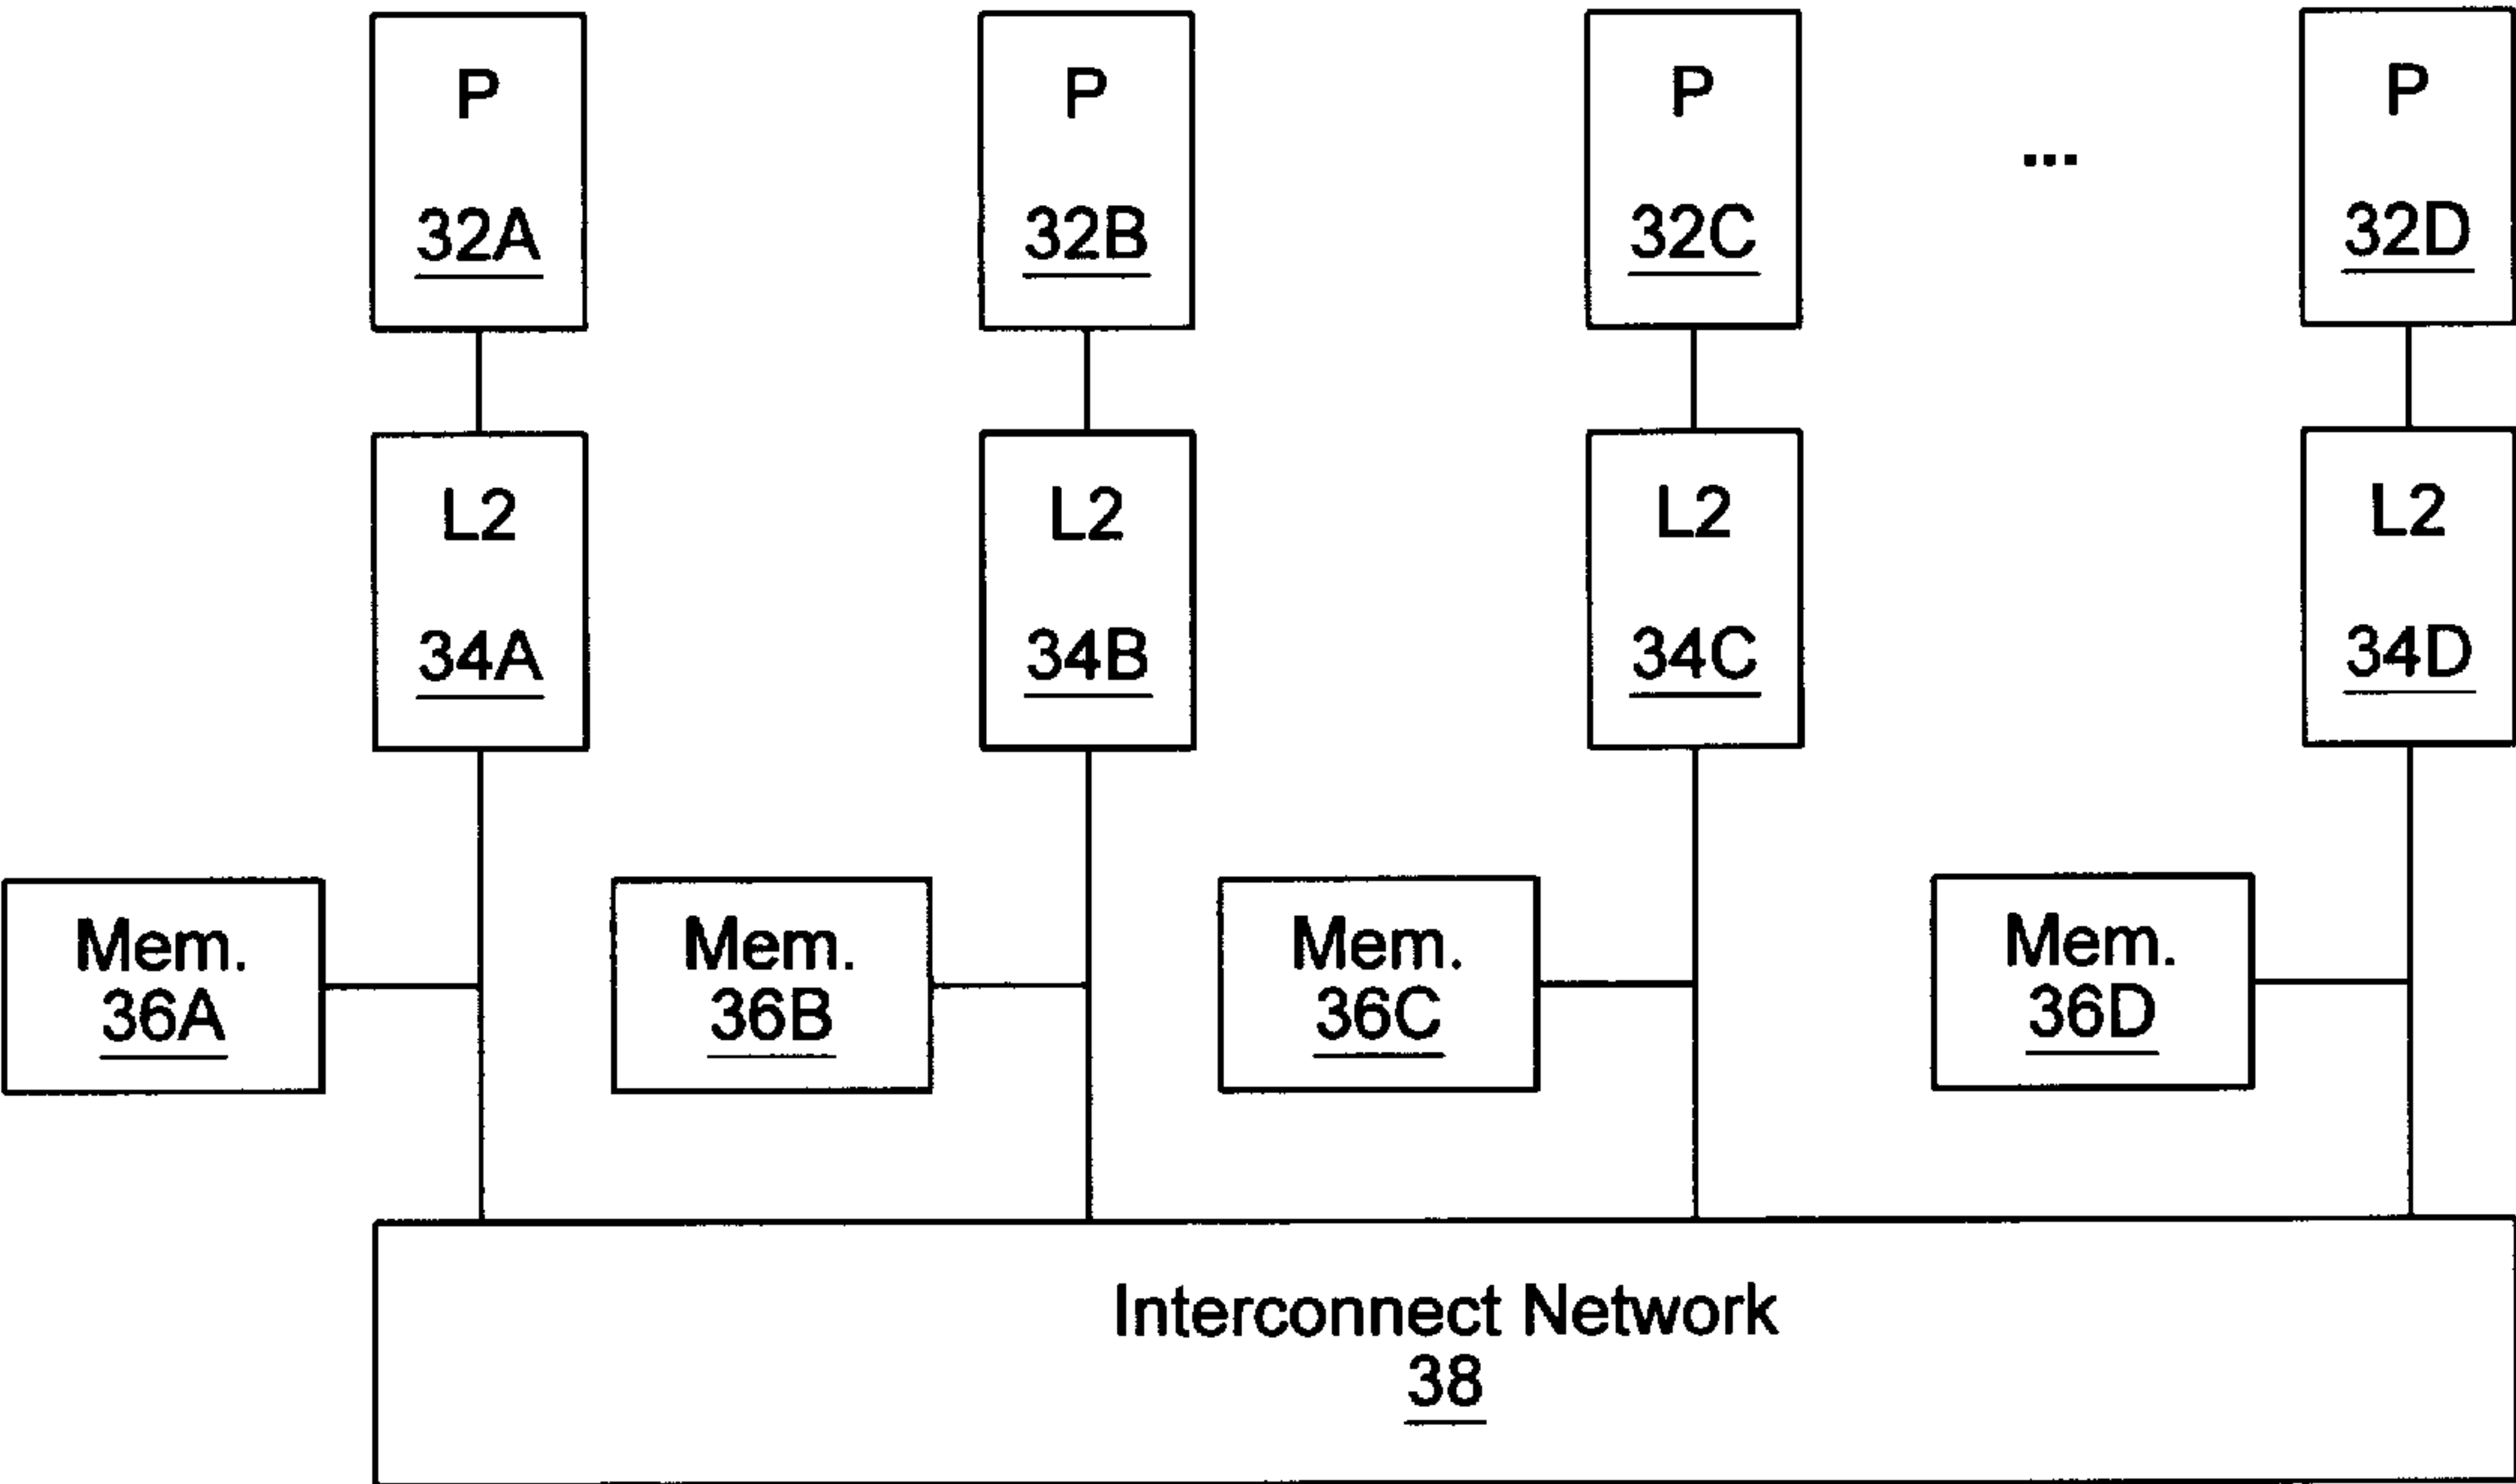 P
32A
P
32B
P
32C
...
P
32D
L2
34A
L2
34B
L2
34C
L2
34D
Mem.
36A
Mem.
36B
Mem.
36C
Mem.
36D
Interconnect Network
38